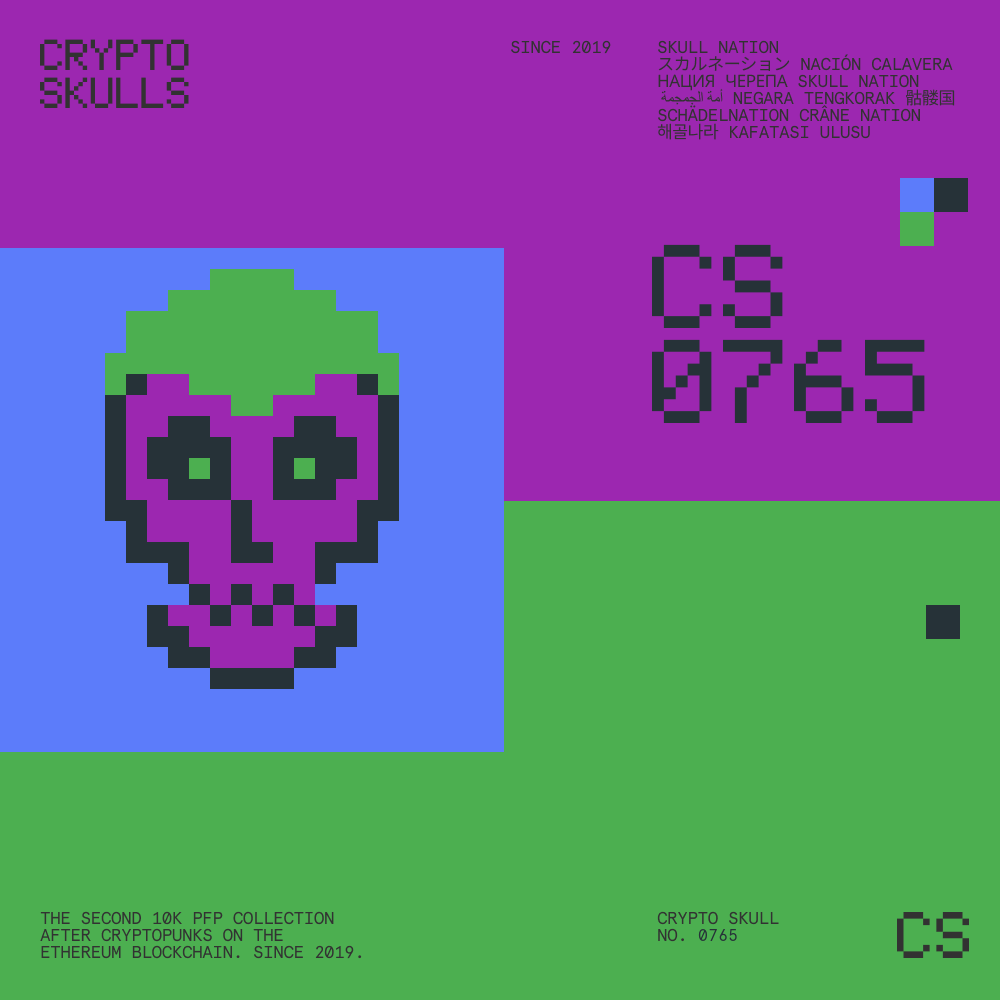 CRYPTO
SKULLS
SINCE 2019
SKULL NATION
スカルネーション NACIÓN CALAVERA
НАЦИЯ ЧЕРЕПА SKULL NATION
أمة الجمجمة NEGARA TENGKORAK 骷髅国
SCHÄDELNATION CRÂNE NATION
해골나라 KAFATASI ULUSU
CS
0765
THE SECOND 10K PFP COLLECTION
AFTER CRYPTOPUNKS ON THE
ETHEREUM BLOCKCHAIN. SINCE 2019.
CRYPTO SKULL
NO. 0765
CS